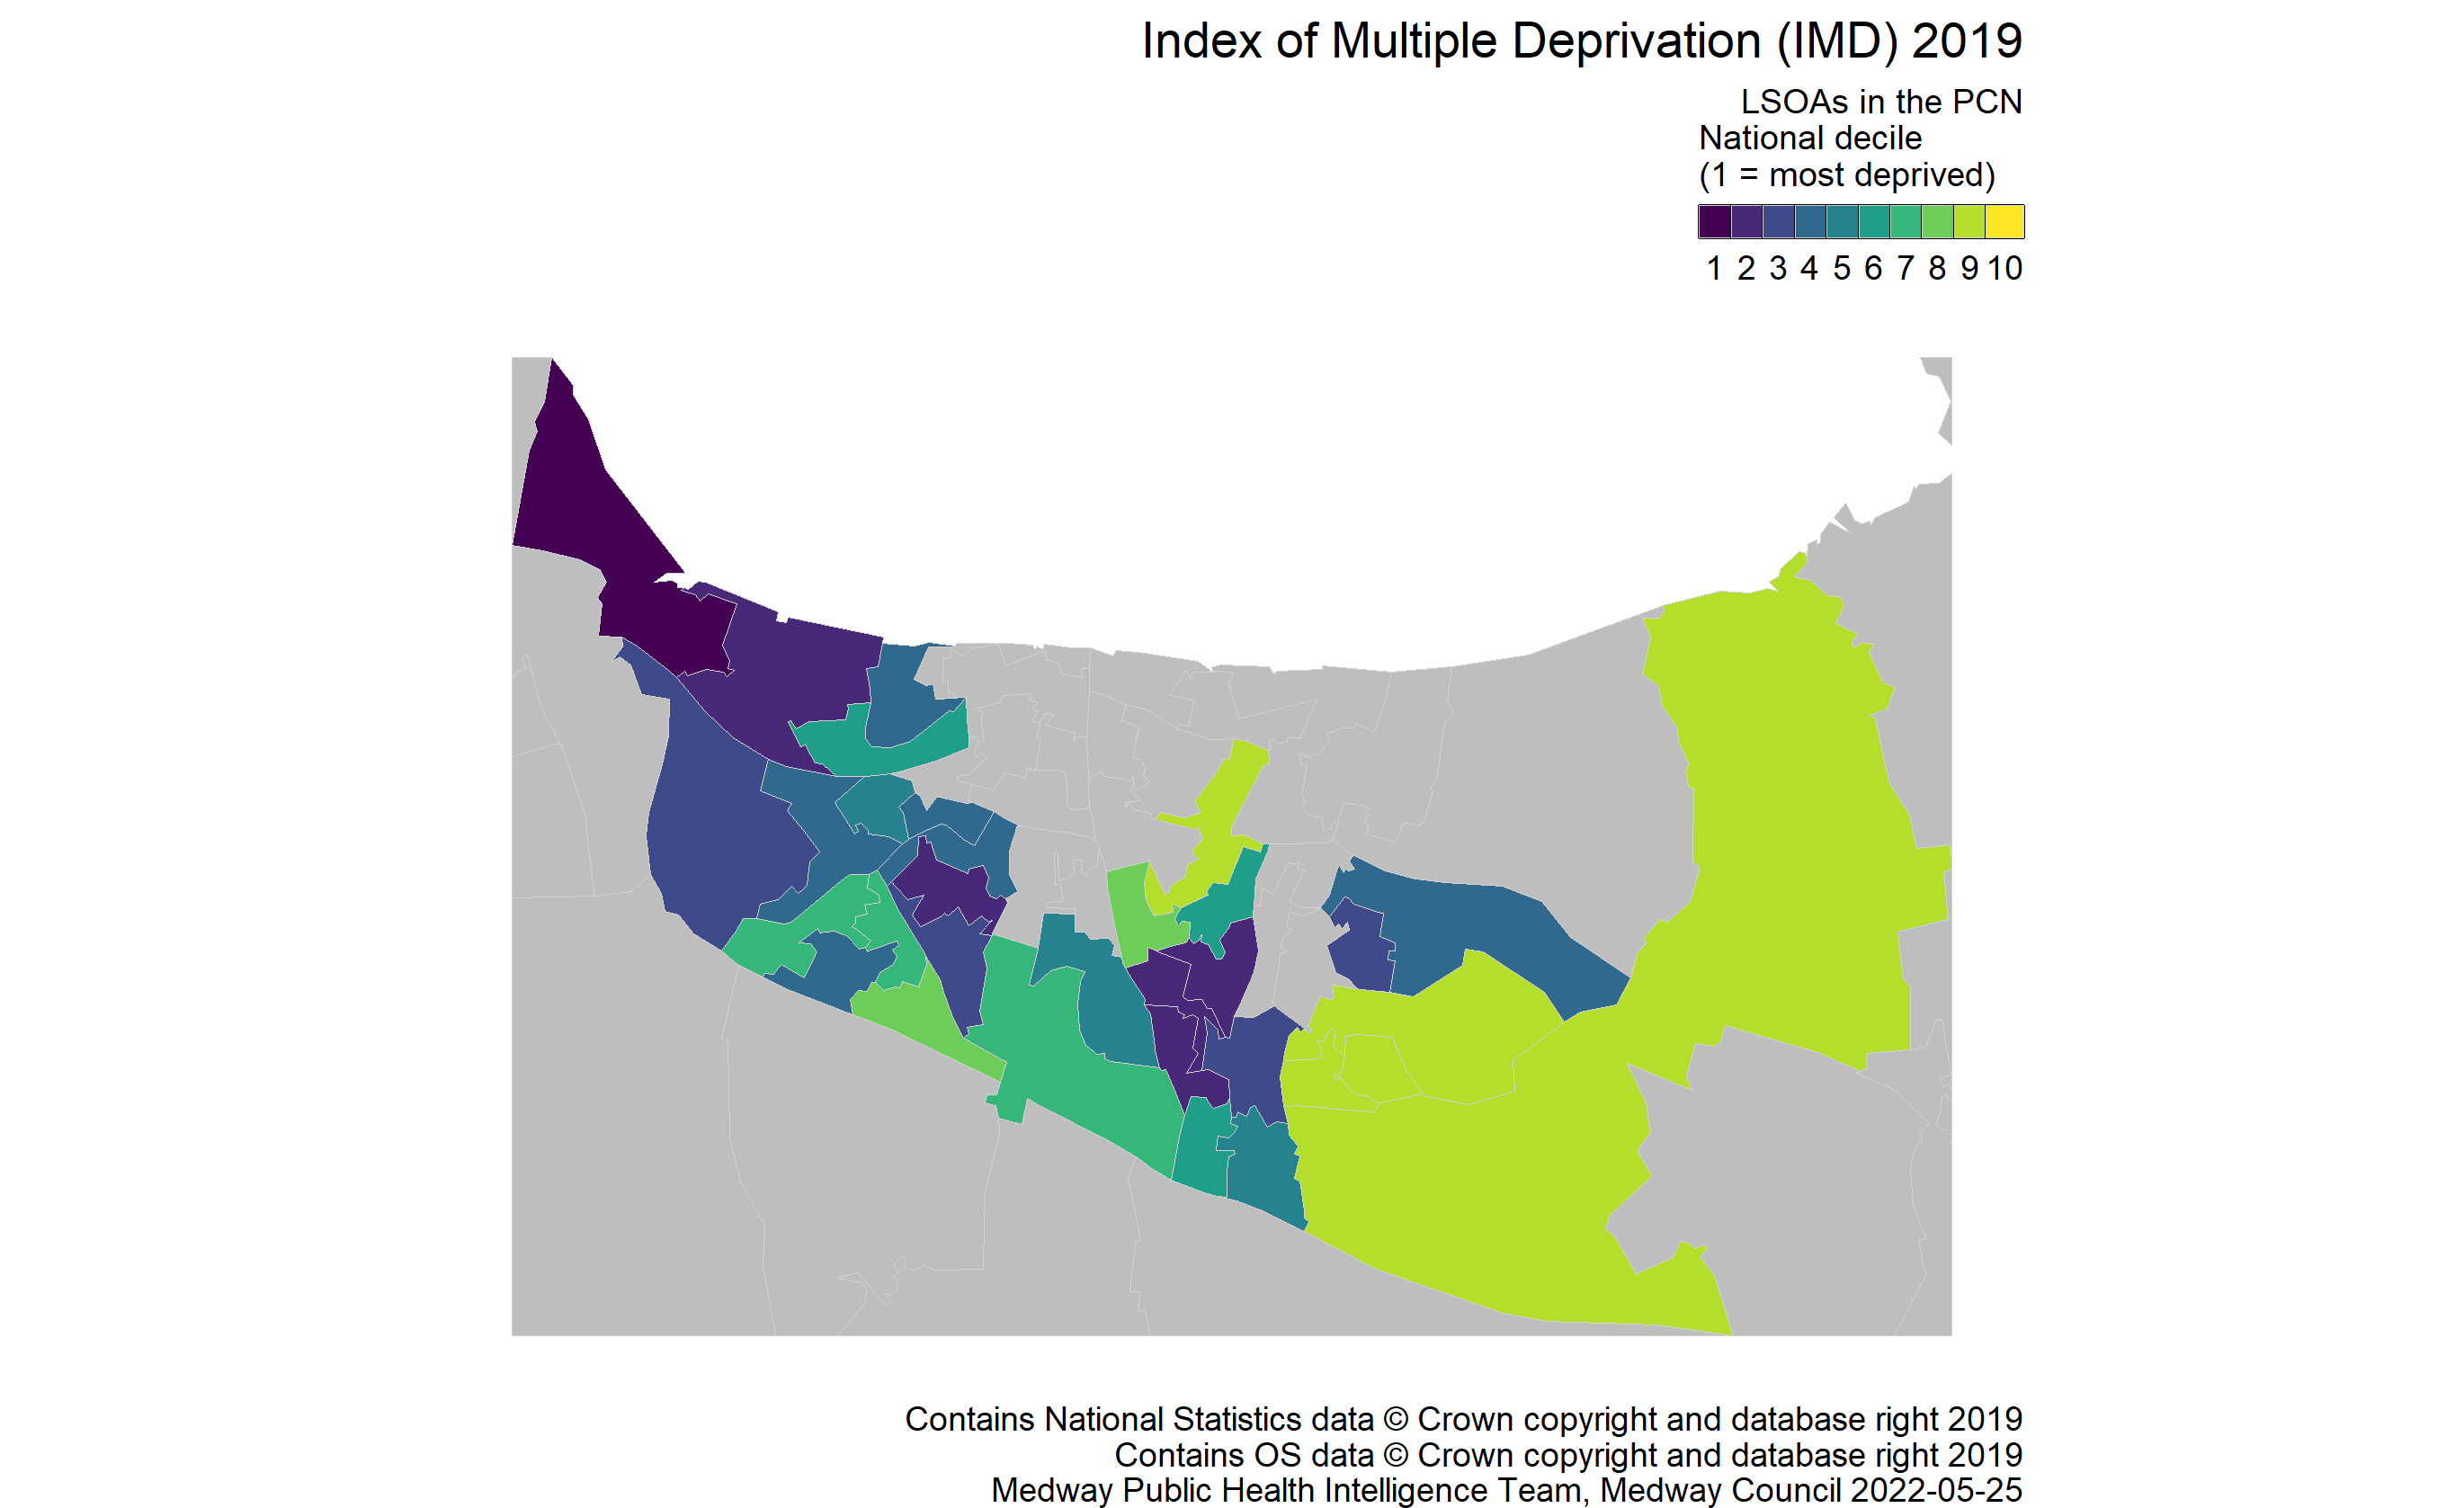 Index of Multiple Deprivation (IMD) 2019
LSOAs in the PCN
National decile
(1 = most deprived)
1 2 3 4 5 6 7 8 9 10
Contains National Statistics data © Crown copyright and database right 2019
Contains OS data © Crown copyright and database right 2019
Medway Public Health Intelligence Team, Medway Council 2022-05-25